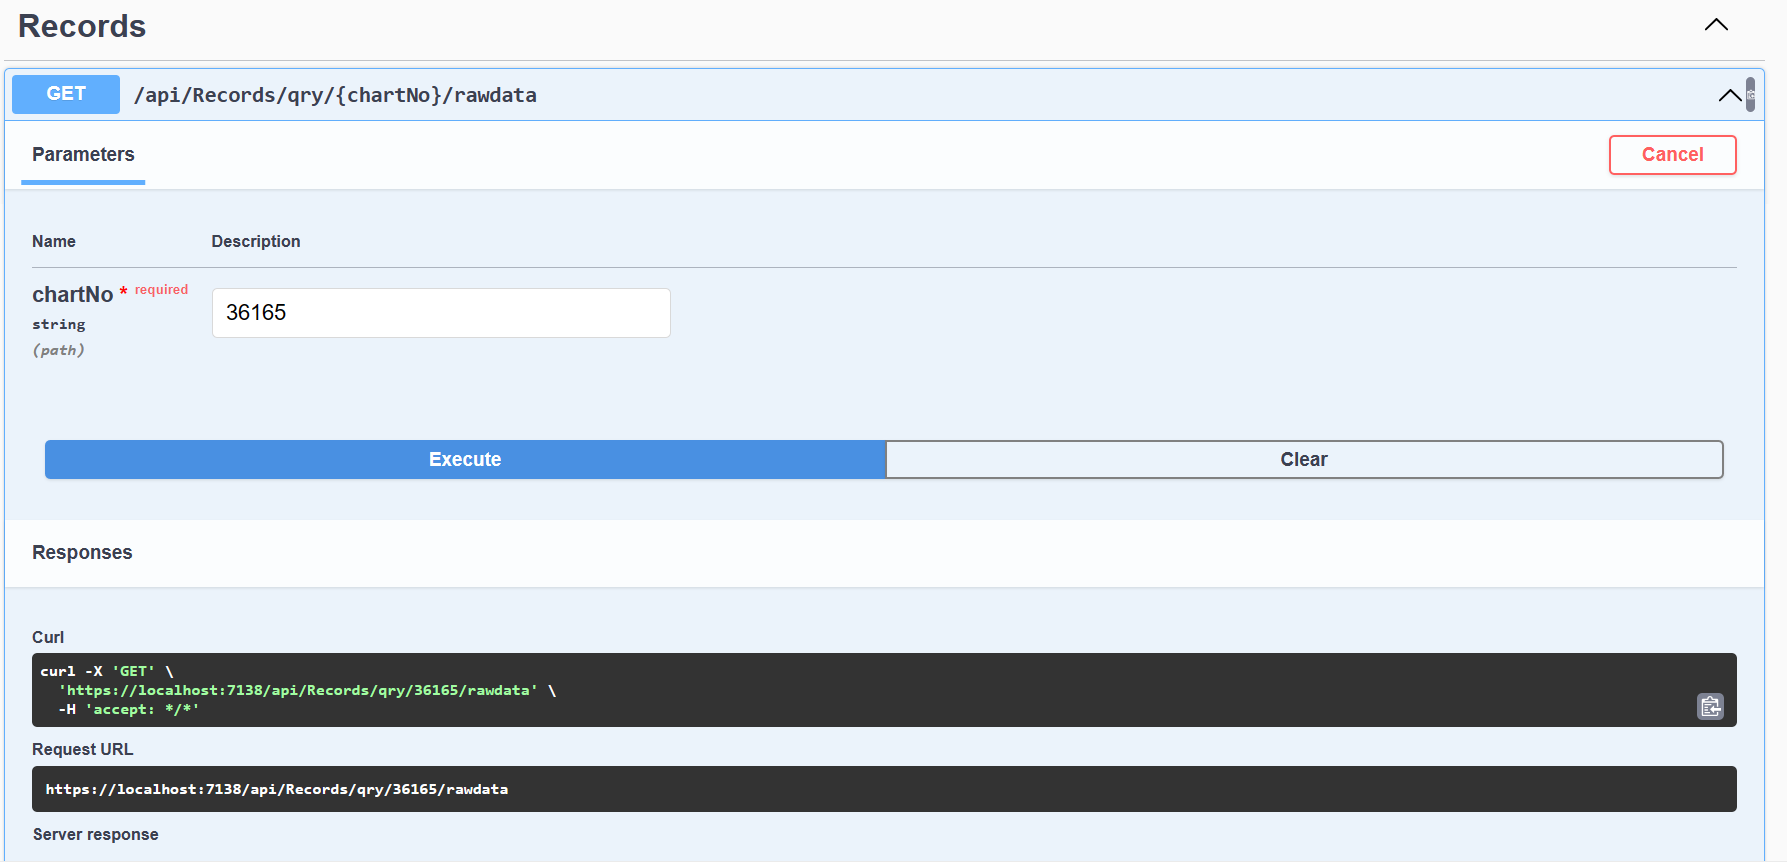 Records
GET /api/Records/qry/{chartNo}/rawdata
Parameters
Cancel
Name Description
chartNo * required
string
(path)
36165
Execute Clear
Responses
Curl
curl -X 'GET' \
'https://localhost:7138/api/Records/qry/36165/rawdata' \
-H 'accept: */*'
Request URL
https://localhost:7138/api/Records/qry/36165/rawdata
Server response